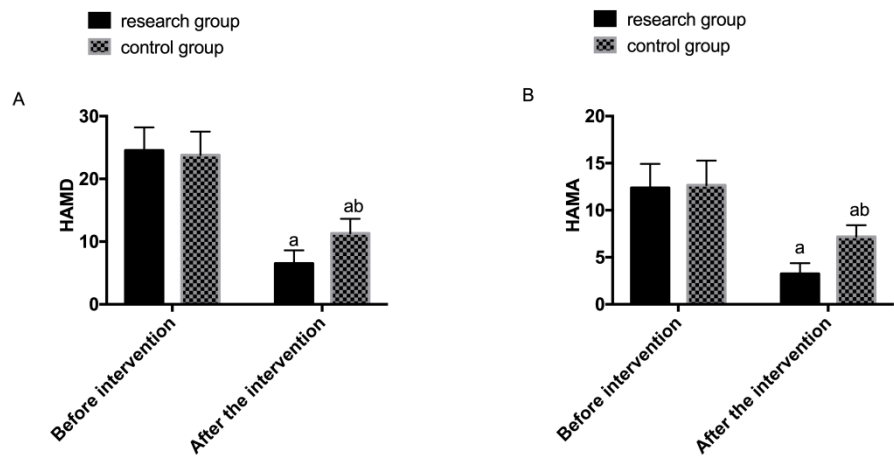 research group
control group
A
30
20
10
0
HAMD
a
ab
Before intervention
After the intervention
research group
control group
B
20
15
10
5
0
HAMA
a
ab
Before intervention
After the intervention